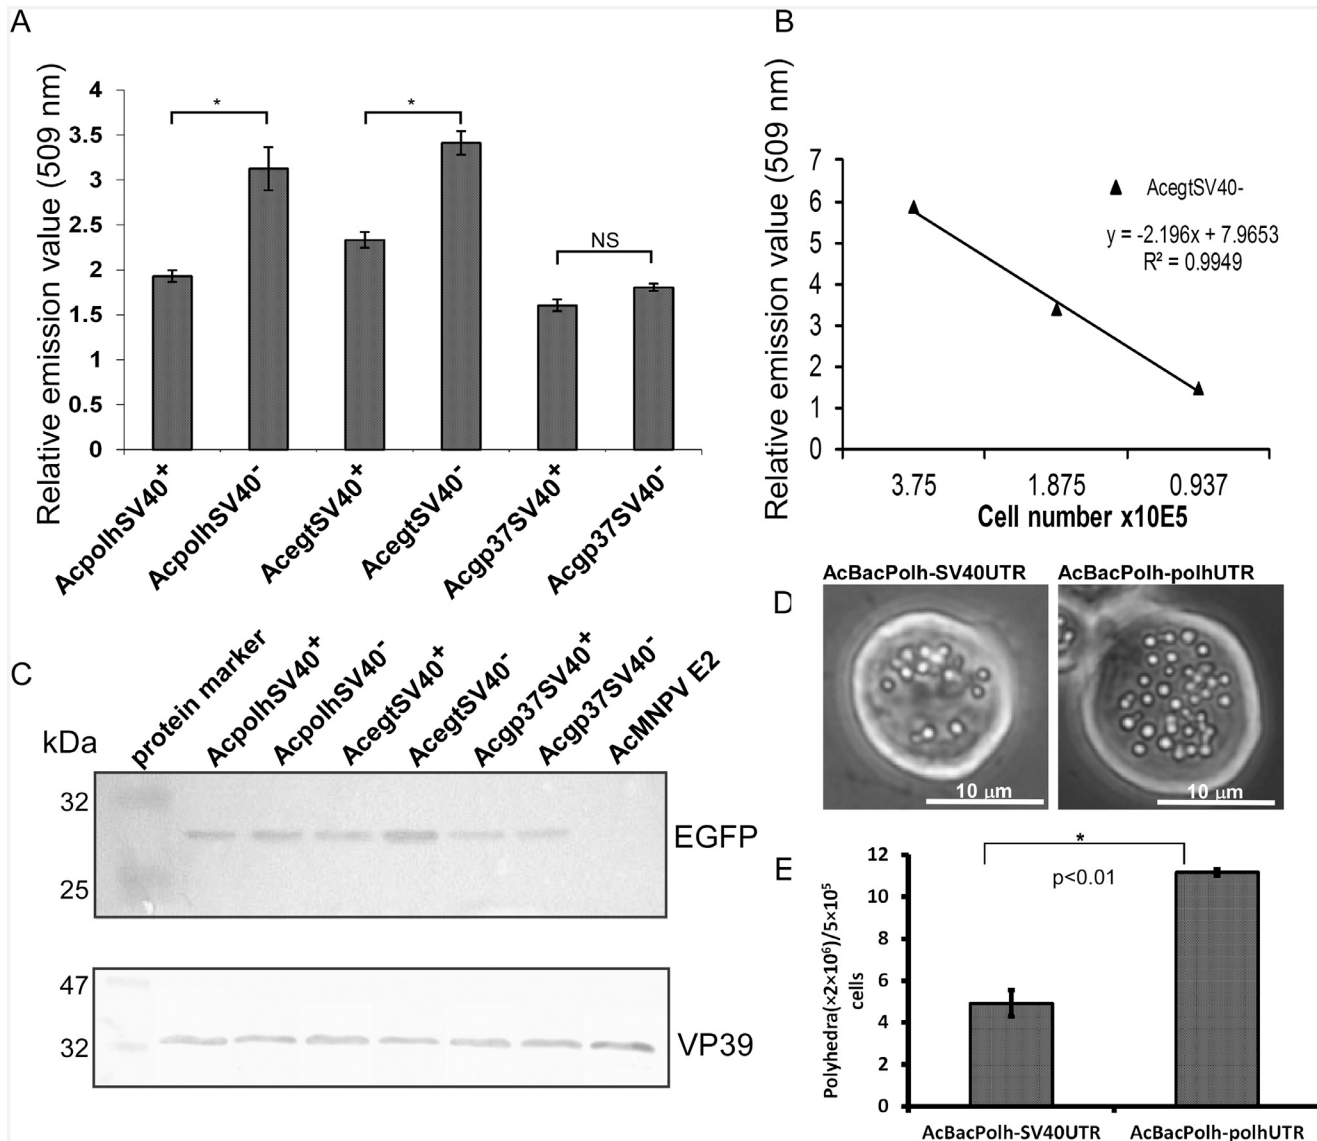 A
Relative emission value (509 nm)
4
3.5
3
2.5
2
1.5
1
0.5
0
*
*
NS
AcpolhSV40+
AcpolhSV40-
AcegtSV40+
AcegtSV40-
Acgp37SV40+
Acgp37SV40-
B
Relative emission value (509 nm)
7
6
5
4
3
2
1
0
AcegtSV40-
y = -2.196x + 7.9653
R² = 0.9949
3.75 1.875 0.937
Cell number x10E5
C
kDa
protein marker
AcpolhSV40+
AcpolhSV40-
AcegtSV40+
AcegtSV40-
Acgp37SV40+
Acgp37SV40-
AcMNPV E2
32
25
EGFP
47
32
VP39
D
AcBacPolh-SV40UTR
AcBacPolh-polhUTR
10 μm
10 μm
E
Polyhedra(×2×10⁶)/5×10⁵
cells
12
10
8
6
4
2
0
*
p<0.01
AcBacPolh-SV40UTR
AcBacPolh-polhUTR